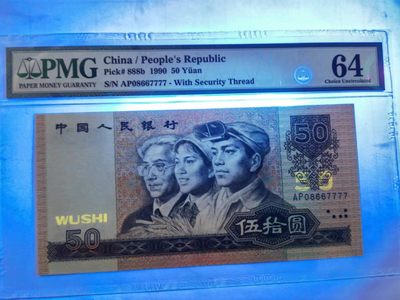 PMG
PAPER MONEY GUARANTY
China / People's Republic
Pick# 888b 1990 50 Yüan
S/N AP08667777 - With Security Thread
64
Choice Uncirculated
中国人民银行
50
50
AP08667777
WUSHI
伍拾圆
50